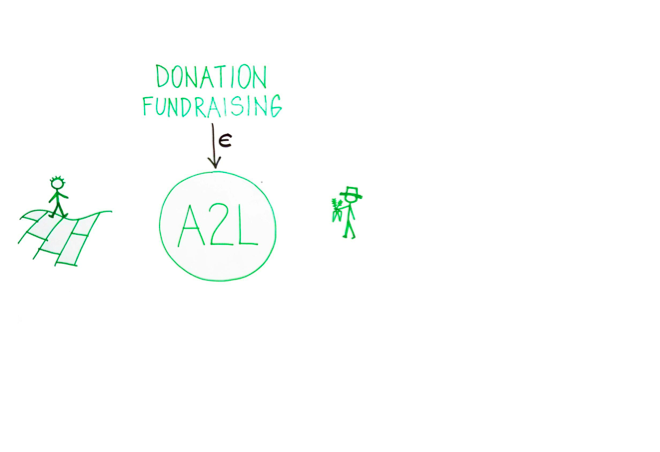 DONATION
FUNDRAISING
€
A2L